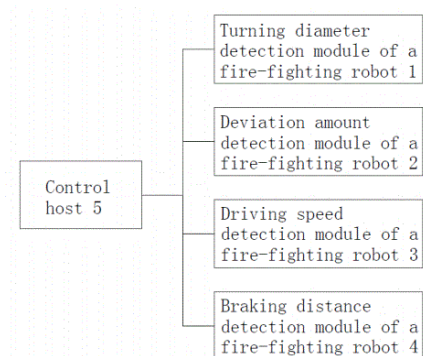 Turning diameter
detection module of a
fire-fighting robot 1
Deviation amount
detection module of a
fire-fighting robot 2
Control
host 5
Driving speed
detection module of a
fire-fighting robot 3
Braking distance
detection module of a
fire-fighting robot 4